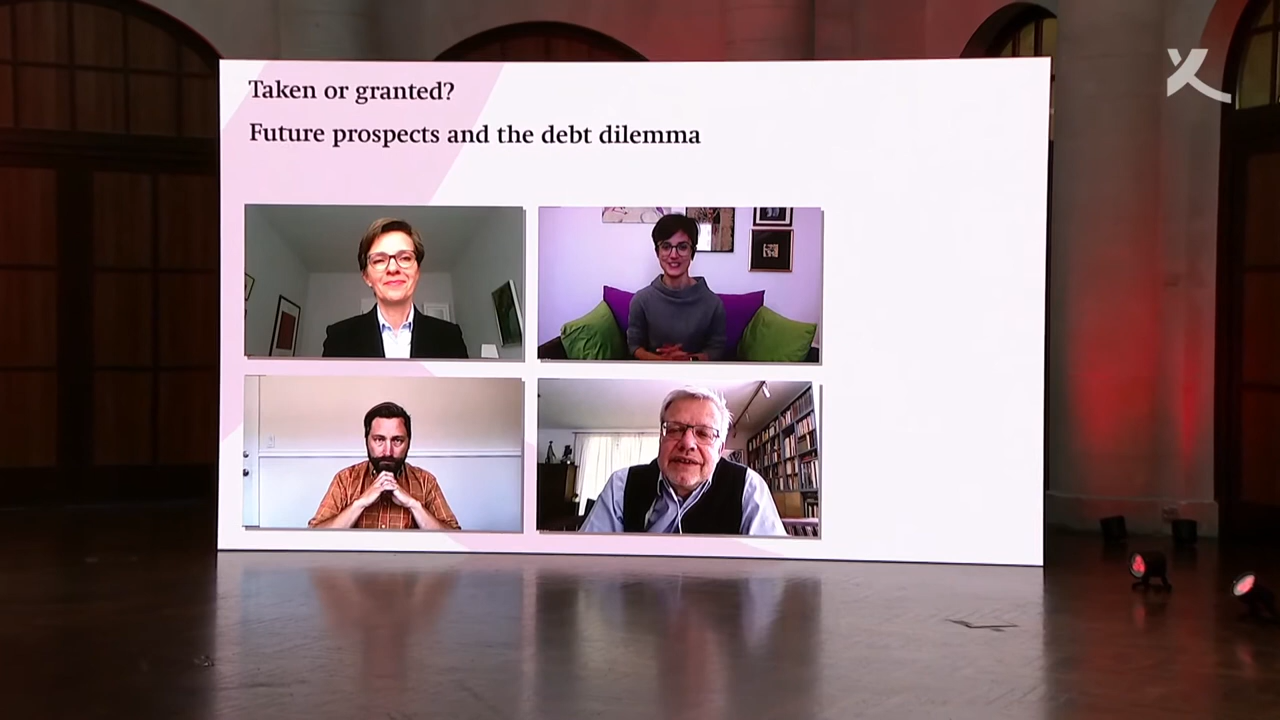 Taken or granted?
Future prospects and the debt dilemma